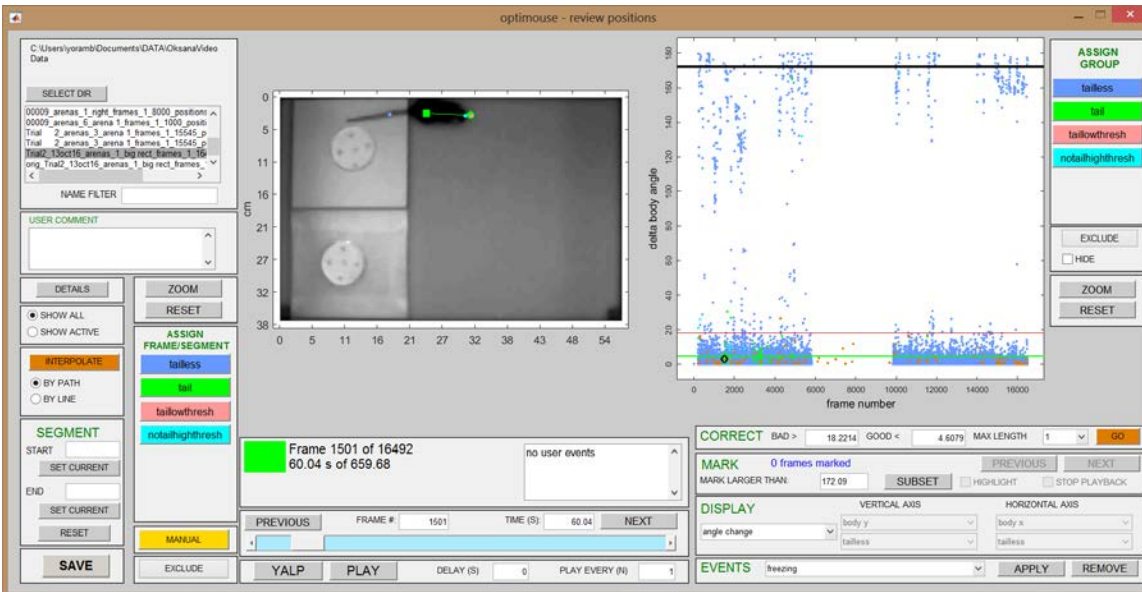 optimouse - review positions
C:\Users\yoramb\Documents\DATA\OksanaVideo
Data
SELECT DIR
00009_arenas_1_right_frames_1_8000_positions
00009_arenas_6_arena 1_frames_1_1000_positi
Trial 2_arenas_3_arena 1_frames_1_15545_p
Trial 2_arenas_3_arena 1_frames_1_15545_p
Trial2_13oct16_arenas_1_big rect_frames_1_16
orig_Trial2_13oct16_arenas_1_big rect_frames_
NAME FILTER
USER COMMENT
DETAILS
SHOW ALL
SHOW ACTIVE
INTERPOLATE
BY PATH
BY LINE
SEGMENT
START
SET CURRENT
END
SET CURRENT
RESET
SAVE
ZOOM
RESET
ASSIGN
FRAME/SEGMENT
tailless
tail
taillowthresh
notailhighthresh
MANUAL
EXCLUDE
cm
0
5
11
16
21
27
32
38
0 5 11 16 21 27 32 38 43 48 54
Frame 1501 of 16492
60.04 s of 659.68
no user events
PREVIOUS FRAME #: 1501 TIME (S): 60.04 NEXT
YALP PLAY DELAY (S) 0 PLAY EVERY (N) 1
delta body angle
180
160
140
120
100
80
60
40
20
0
0 2000 4000 6000 8000 10000 12000 14000 16000
frame number
ASSIGN
GROUP
tailless
tail
taillowthresh
notailhighthresh
EXCLUDE
HIDE
ZOOM
RESET
CORRECT BAD > 18.2214 GOOD < 4.6079 MAX LENGTH 1 GO
MARK 0 frames marked PREVIOUS NEXT
MARK LARGER THAN: 172.09 SUBSET HIGHLIGHT STOP PLAYBACK
DISPLAY VERTICAL AXIS HORIZONTAL AXIS
angle change body y body x
tailless tailless
EVENTS freezing APPLY REMOVE